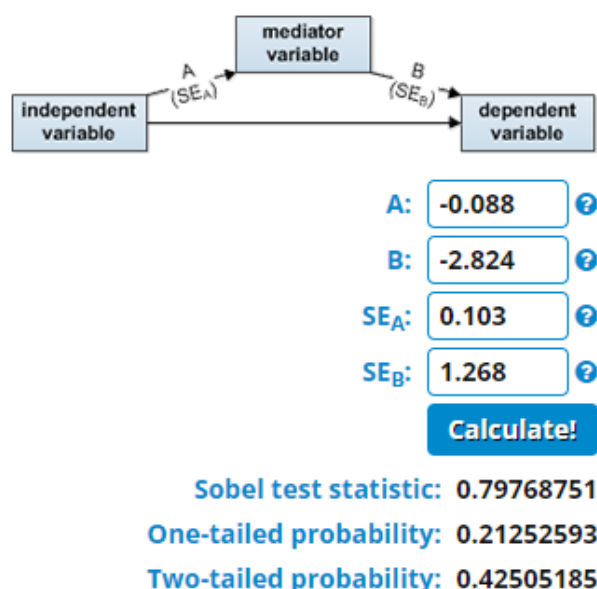 mediator
variable
A
(SEA)
B
(SEB)
independent
variable
dependent
variable
A: -0.088 ?
B: -2.824 ?
SEA: 0.103 ?
SEB: 1.268 ?
Calculate!
Sobel test statistic: 0.79768751
One-tailed probability: 0.21252593
Two-tailed probability: 0.42505185